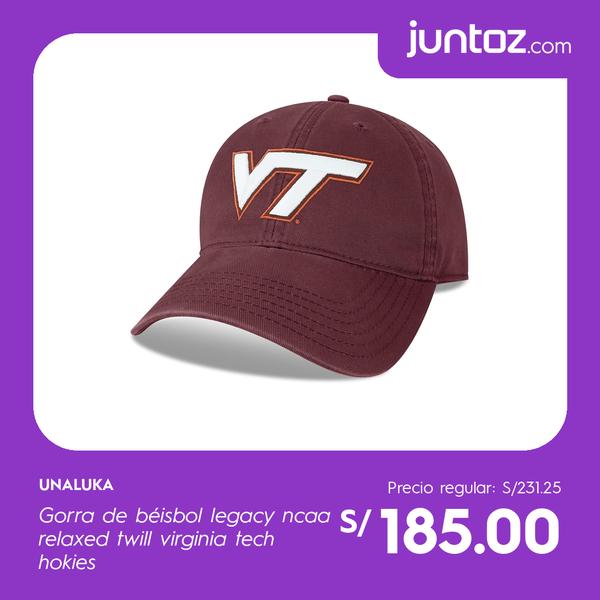 juntoz.com
VT
UNALUKA
Precio regular: S/231.25
Gorra de béisbol legacy ncaa
relaxed twill virginia tech
hokies
S/185.00